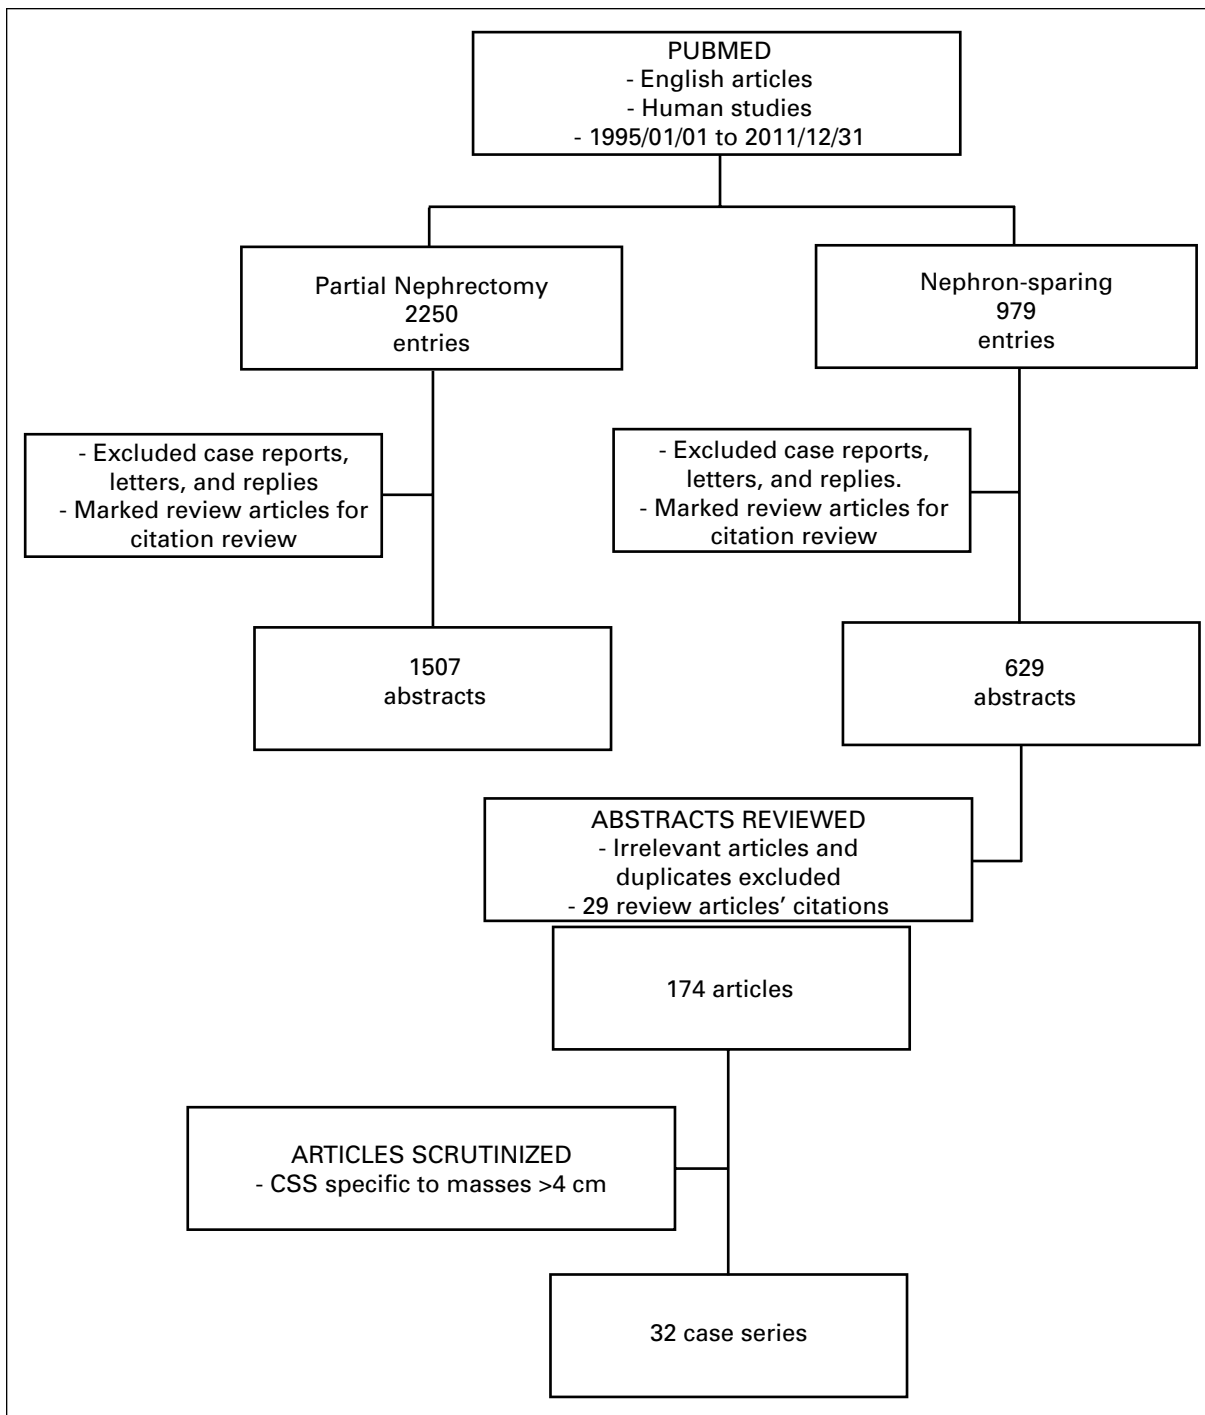 PUBMED
- English articles
- Human studies
- 1995/01/01 to 2011/12/31
Partial Nephrectomy
2250
entries
Nephron-sparing
979
entries
- Excluded case reports,
letters, and replies
- Marked review articles for
citation review
- Excluded case reports,
letters, and replies.
- Marked review articles for
citation review
1507
abstracts
629
abstracts
ABSTRACTS REVIEWED
- Irrelevant articles and
duplicates excluded
- 29 review articles’ citations
174 articles
ARTICLES SCRUTINIZED
- CSS specific to masses >4 cm
32 case series